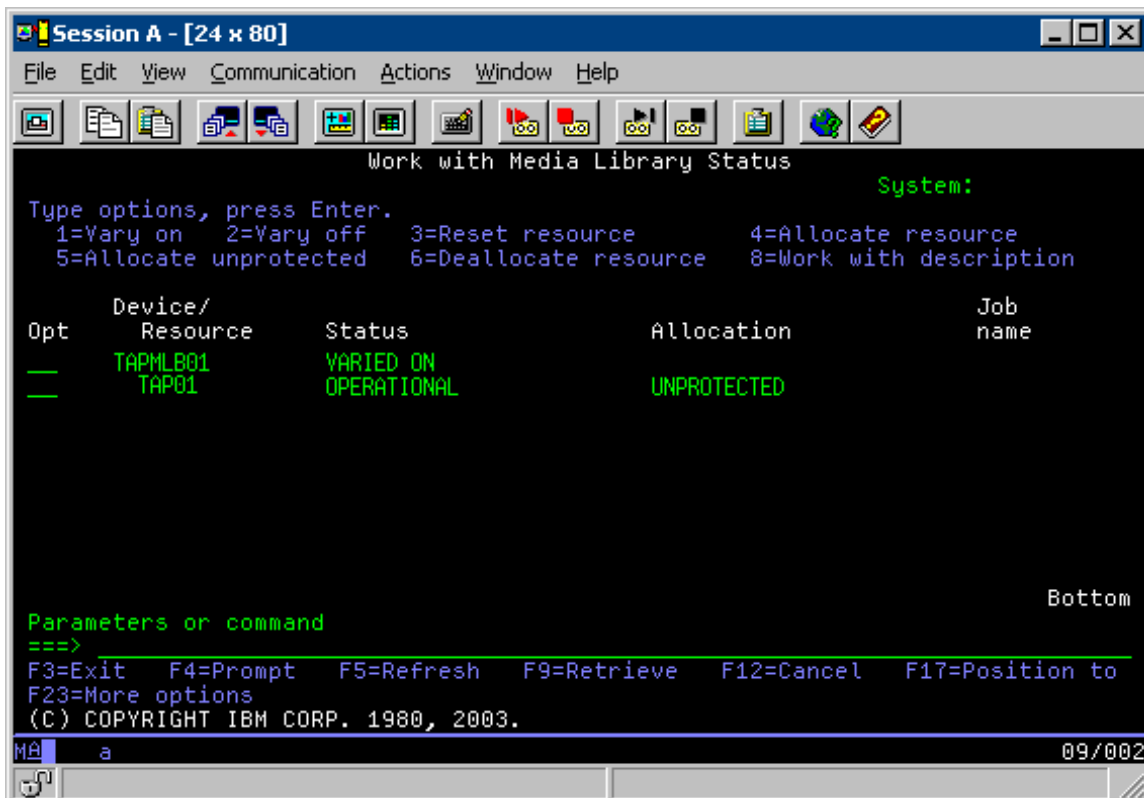 Session A - [24 x 80]
File Edit View Communication Actions Window Help
Work with Media Library Status
System:
Type options, press Enter.
1=Vary on 2=Vary off 3=Reset resource 4=Allocate resource
5=Allocate unprotected 6=Deallocate resource 8=Work with description
Device/ Job
Opt Resource Status Allocation name
TAPMLB01 VARIED ON
TAP01 OPERATIONAL UNPROTECTED
Bottom
Parameters or command
===>
F3=Exit F4=Prompt F5=Refresh F9=Retrieve F12=Cancel F17=Position to
F23=More options
(C) COPYRIGHT IBM CORP. 1980, 2003.
MA a 09/002